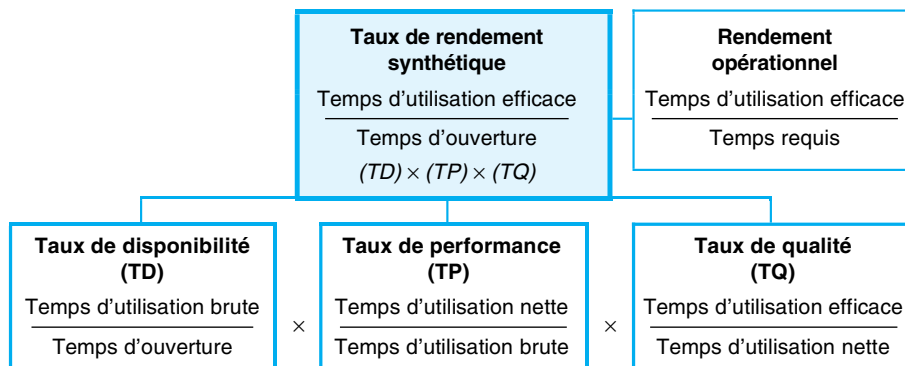 Taux de rendement
synthétique
Temps d'utilisation efficace
Temps d'ouverture
(TD) × (TP) × (TQ)
Rendement
opérationnel
Temps d'utilisation efficace
Temps requis
Taux de disponibilité
(TD)
Temps d'utilisation brute
Temps d'ouverture
×
Taux de performance
(TP)
Temps d'utilisation nette
Temps d'utilisation brute
×
Taux de qualité
(TQ)
Temps d'utilisation efficace
Temps d'utilisation nette